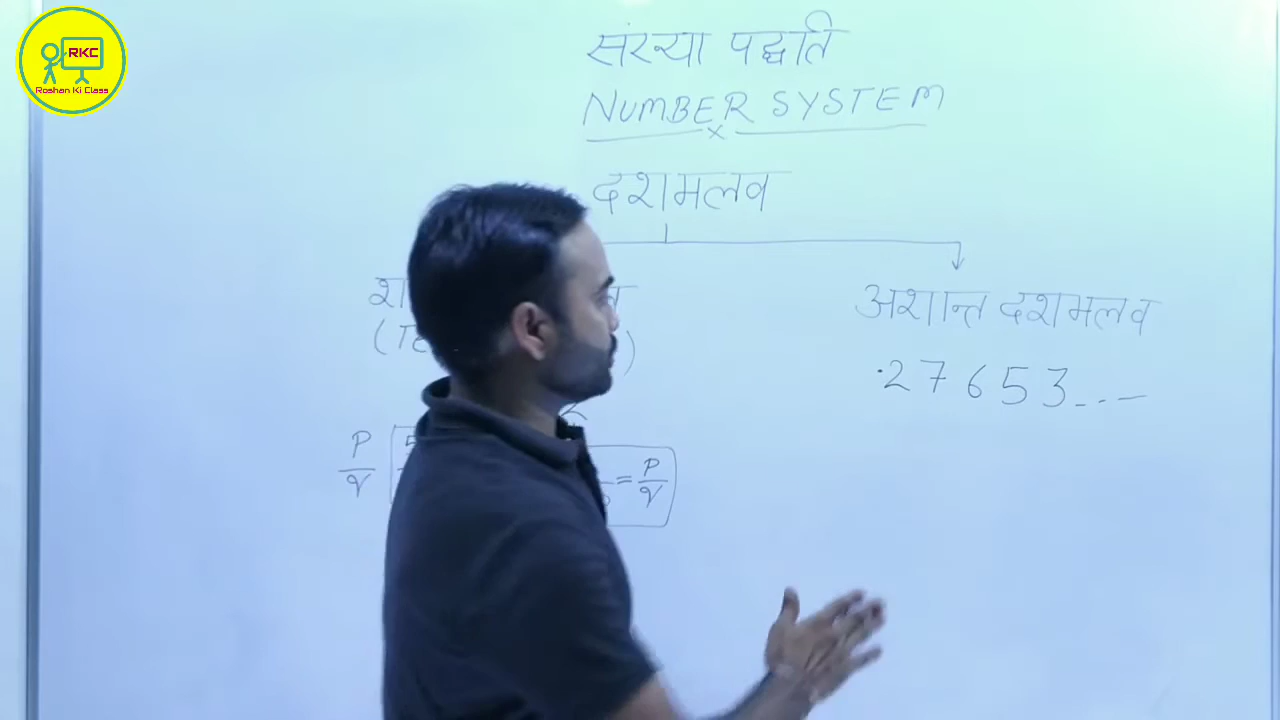 RKC
Roshan Ki Class
संख्या पद्धति
NUMBER SYSTEM
x
दशमलव
अशान्त दशमलव
.27653...
P/q
= P/q